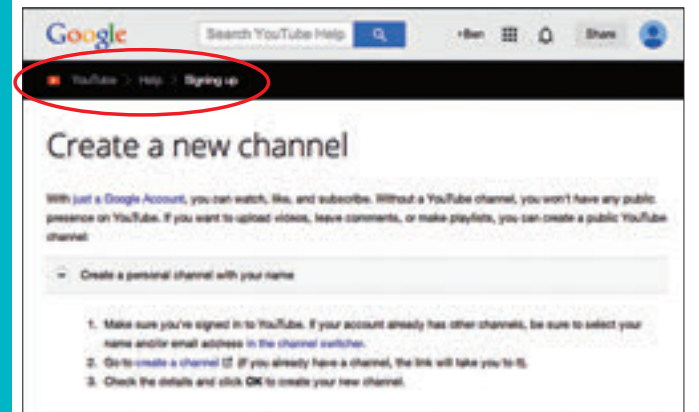 Google Search YouTube Help +Ben Share
YouTube > Help > Signing up
Create a new channel
With just a Google Account, you can watch, like, and subscribe. Without a YouTube channel, you won't have any public
presence on YouTube. If you want to upload videos, leave comments, or make playlists, you can create a public YouTube
channel:
Create a personal channel with your name
1. Make sure you're signed in to YouTube. If your account already has other channels, be sure to select your
name and/or email address in the channel switcher.
2. Go to create a channel (if you already have a channel, the link will take you to it).
3. Check the details and click OK to create your new channel.